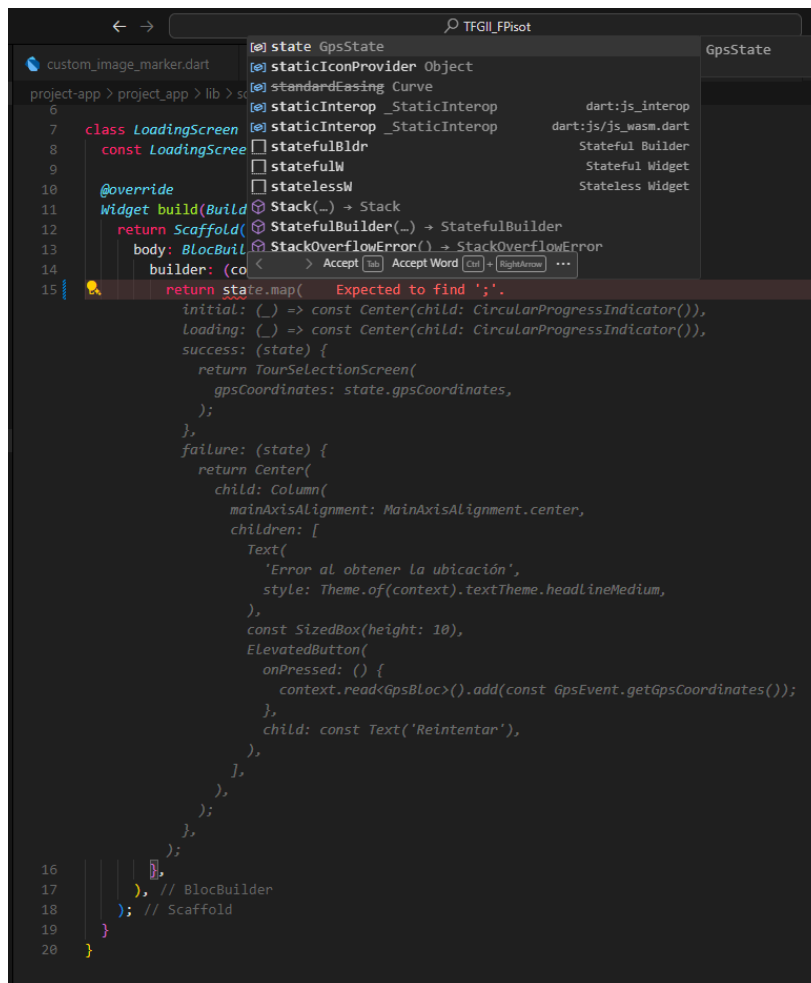 ← → TFGII_FPisot
custom_image_marker.dart
project-app > project_app > lib > sc
state GpsState
GpsState
staticIconProvider Object
standardEasing Curve
staticInterop _StaticInterop dart:js_interop
staticInterop _StaticInterop dart:js/js_wasm.dart
statefulBldr Stateful Builder
statefulW Stateful Widget
statelessW Stateless Widget
Stack(…) → Stack
StatefulBuilder(…) → StatefulBuilder
StackOverflowError() → StackOverflowError
< > Accept Tab Accept Word Ctrl + RightArrow ···
6
7 class LoadingScreen
8 const LoadingScree
9
10 @override
11 Widget build(Build
12 return Scaffold(
13 body: BlocBuil
14 builder: (co
15 return state.map( Expected to find ';'.
initial: (_) => const Center(child: CircularProgressIndicator()),
loading: (_) => const Center(child: CircularProgressIndicator()),
success: (state) {
return TourSelectionScreen(
gpsCoordinates: state.gpsCoordinates,
);
},
failure: (state) {
return Center(
child: Column(
mainAxisAlignment: MainAxisAlignment.center,
children: [
Text(
'Error al obtener la ubicación',
style: Theme.of(context).textTheme.headlineMedium,
),
const SizedBox(height: 10),
ElevatedButton(
onPressed: () {
context.read<GpsBloc>().add(const GpsEvent.getGpsCoordinates());
},
child: const Text('Reintentar'),
),
],
),
);
},
);
16 },
17 ), // BlocBuilder
18 ); // Scaffold
19 }
20 }